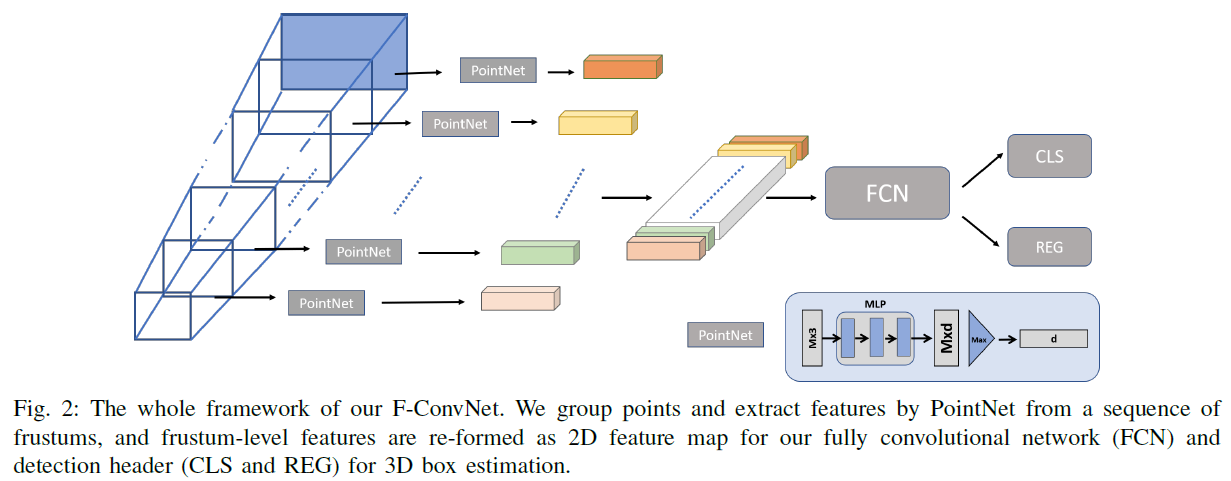 PointNet
PointNet
PointNet
PointNet
FCN
CLS
REG
PointNet
MLP
Mx3
Mxd
Max
d
Fig. 2: The whole framework of our F-ConvNet. We group points and extract features by PointNet from a sequence of
frustums, and frustum-level features are re-formed as 2D feature map for our fully convolutional network (FCN) and
detection header (CLS and REG) for 3D box estimation.